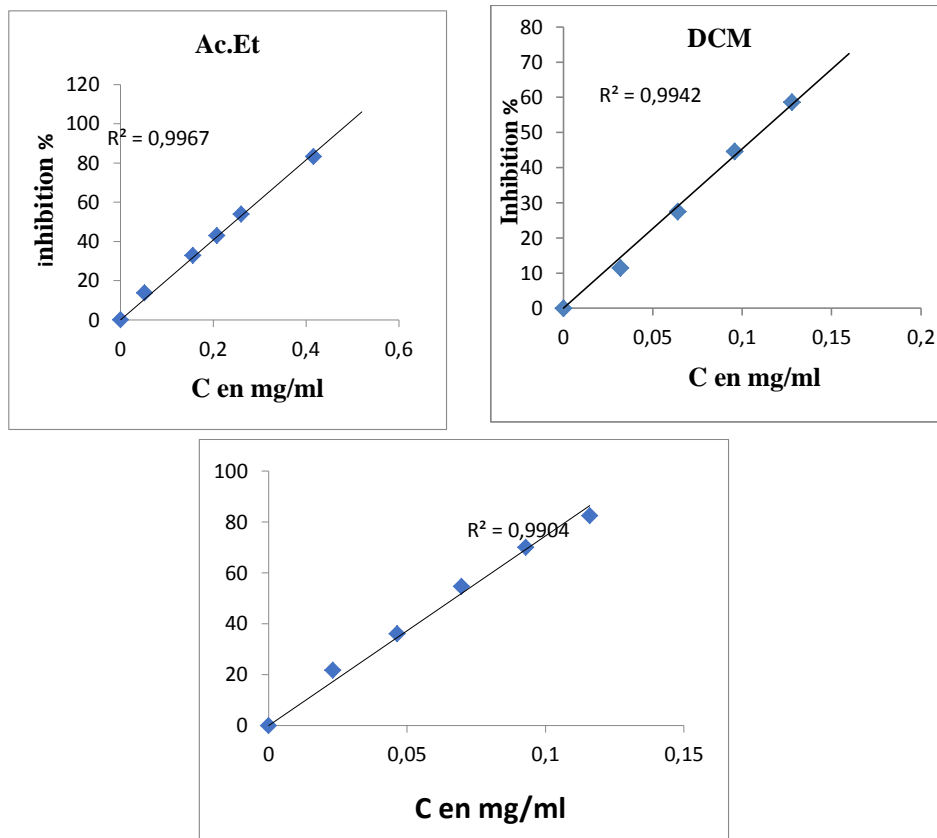 Ac.Et
120
100
80
60
40
20
0
R² = 0,9967
inhibition %
0 0,2 0,4 0,6
C en mg/ml
DCM
80
70
60
50
40
30
20
10
0
R² = 0,9942
Inhibition %
0 0,05 0,1 0,15 0,2
C en mg/ml
100
80
60
40
20
0
R² = 0,9904
0 0,05 0,1 0,15
C en mg/ml